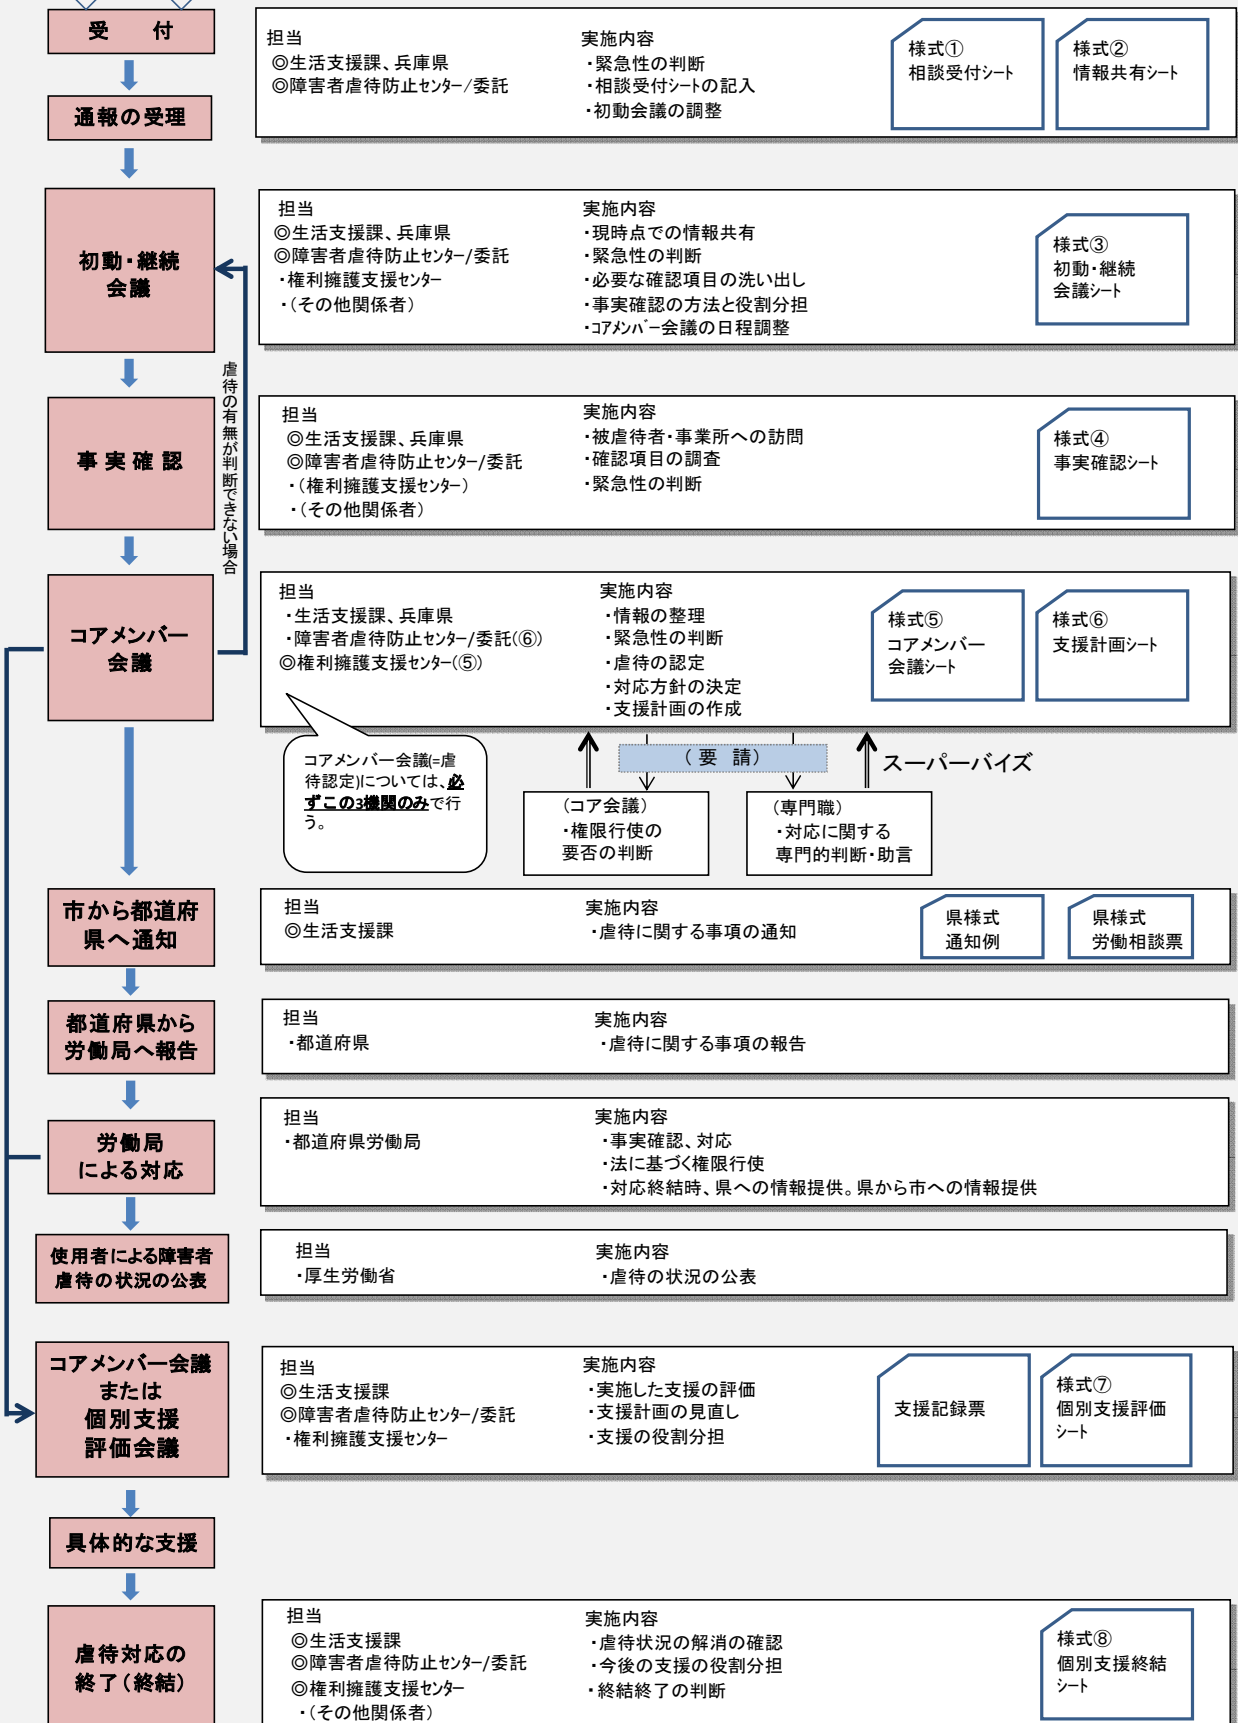 受　付
担当
◎生活支援課、兵庫県
◎障害者虐待防止センター/委託
実施内容
・緊急性の判断
・相談受付シートの記入
・初動会議の調整
様式①
相談受付シート
様式②
情報共有シート
通報の受理
初動・継続
会議
担当
◎生活支援課、兵庫県
◎障害者虐待防止センター/委託
・権利擁護支援センター
・(その他関係者)
実施内容
・現時点での情報共有
・緊急性の判断
・必要な確認項目の洗い出し
・事実確認の方法と役割分担
・コアメンバー会議の日程調整
様式③
初動・継続
会議シート
虐待の有無が判断できない場合
事実確認
担当
◎生活支援課、兵庫県
◎障害者虐待防止センター/委託
・(権利擁護支援センター)
・(その他関係者)
実施内容
・被虐待者・事業所への訪問
・確認項目の調査
・緊急性の判断
様式④
事実確認シート
コアメンバー
会議
担当
・生活支援課、兵庫県
・障害者虐待防止センター/委託(⑥)
◎権利擁護支援センター(⑤)
実施内容
・情報の整理
・緊急性の判断
・虐待の認定
・対応方針の決定
・支援計画の作成
様式⑤
コアメンバー
会議シート
様式⑥
支援計画シート
コアメンバー会議(=虐
待認定)については、必
ずこの3機関のみで行
う。
(要 請)
スーパーバイズ
(コア会議)
・権限行使の
要否の判断
(専門職)
・対応に関する
専門的判断・助言
市から都道府
県へ通知
担当
◎生活支援課
実施内容
・虐待に関する事項の通知
県様式
通知例
県様式
労働相談票
都道府県から
労働局へ報告
担当
・都道府県
実施内容
・虐待に関する事項の報告
労働局
による対応
担当
・都道府県労働局
実施内容
・事実確認、対応
・法に基づく権限行使
・対応終結時、県への情報提供。県から市への情報提供
使用者による障害者
虐待の状況の公表
担当
・厚生労働省
実施内容
・虐待の状況の公表
コアメンバー会議
または
個別支援
評価会議
担当
◎生活支援課
◎障害者虐待防止センター/委託
・権利擁護支援センター
実施内容
・実施した支援の評価
・支援計画の見直し
・支援の役割分担
支援記録票
様式⑦
個別支援評価
シート
具体的な支援
虐待対応の
終了(終結)
担当
◎生活支援課
◎障害者虐待防止センター/委託
◎権利擁護支援センター
・(その他関係者)
実施内容
・虐待状況の解消の確認
・今後の支援の役割分担
・終結終了の判断
様式⑧
個別支援終結
シート